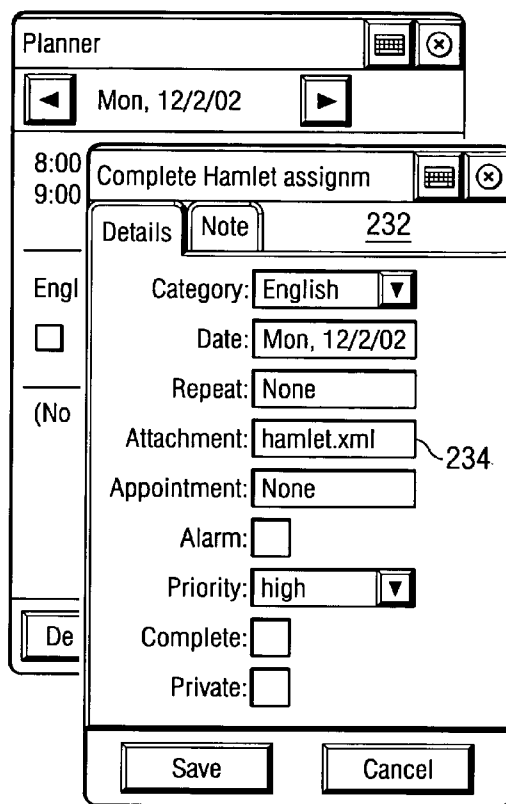 Planner
Mon, 12/2/02
8:00
9:00
Engl
(No
De
Complete Hamlet assignm
Details Note 232
Category: English
Date: Mon, 12/2/02
Repeat: None
Attachment: hamlet.xml 234
Appointment: None
Alarm:
Priority: high
Complete:
Private:
Save Cancel